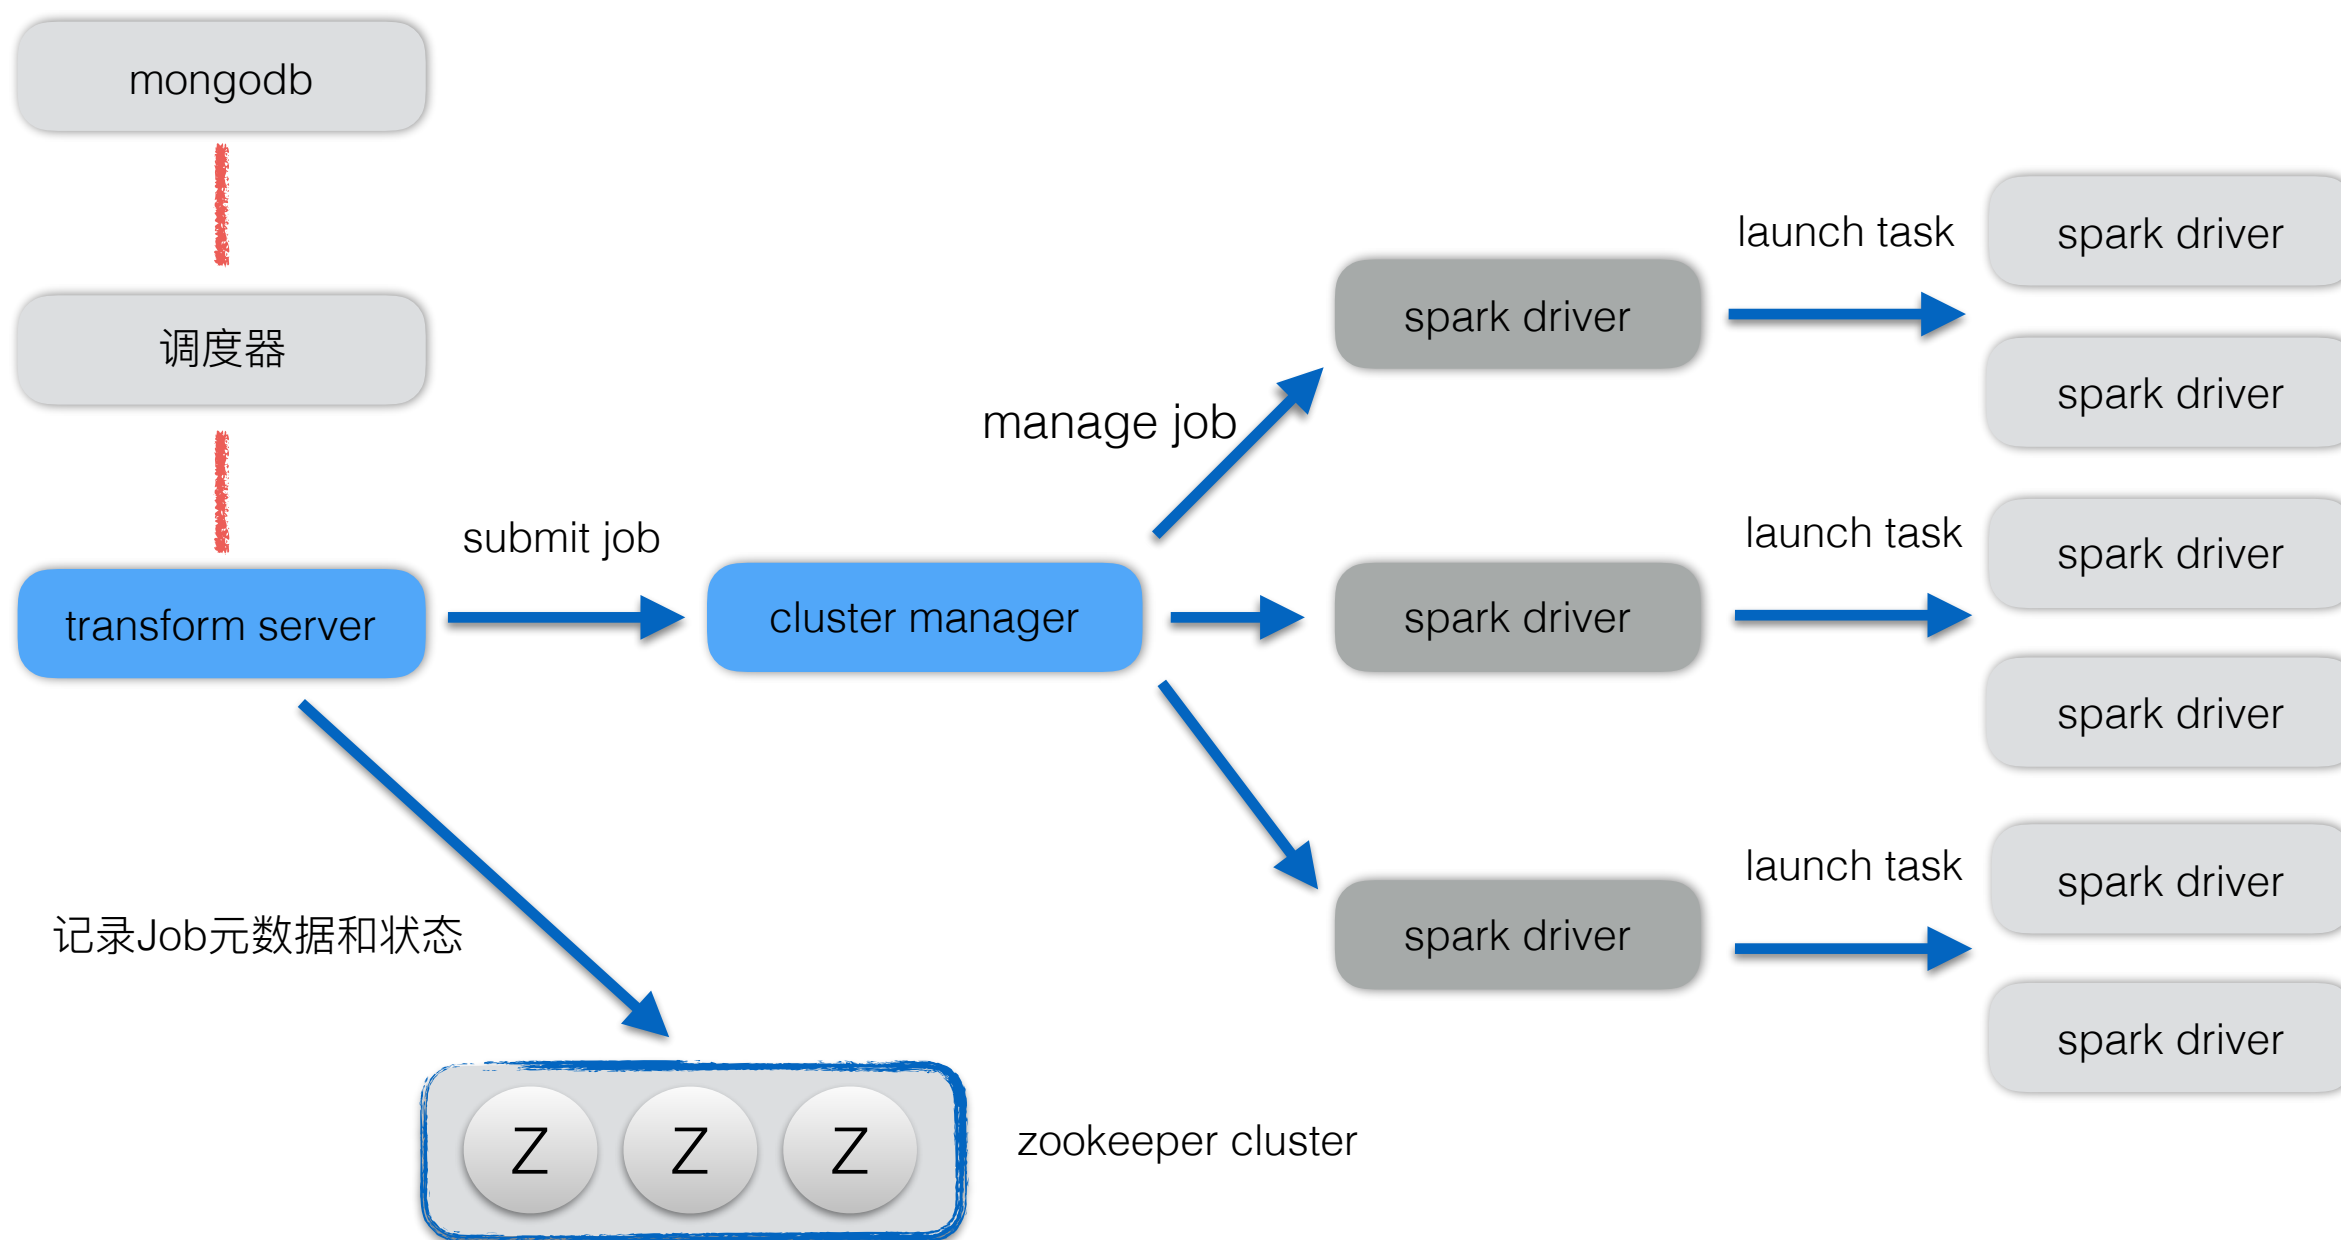 mongodb
调度器
transform server
submit job
cluster manager
manage job
spark driver
launch task
spark driver
spark driver
spark driver
launch task
spark driver
spark driver
spark driver
launch task
spark driver
spark driver
记录Job元数据和状态
Z Z Z
zookeeper cluster